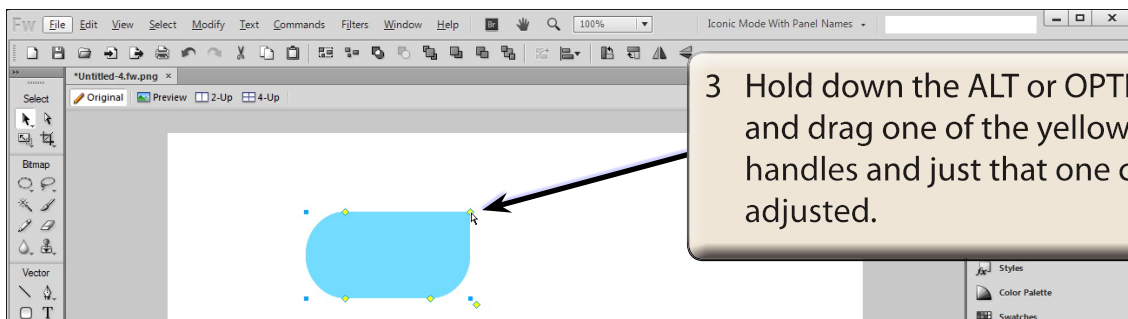 Fw File Edit View Select Modify Text Commands Filters Window Help Br 100% Iconic Mode With Panel Names
*Untitled-4.fw.png ×
Select Original Preview 2-Up 4-Up
3 Hold down the ALT or OPT
and drag one of the yellow
handles and just that one
adjusted.
Bitmap
Vector
T
fx Styles
Color Palette
Swatches